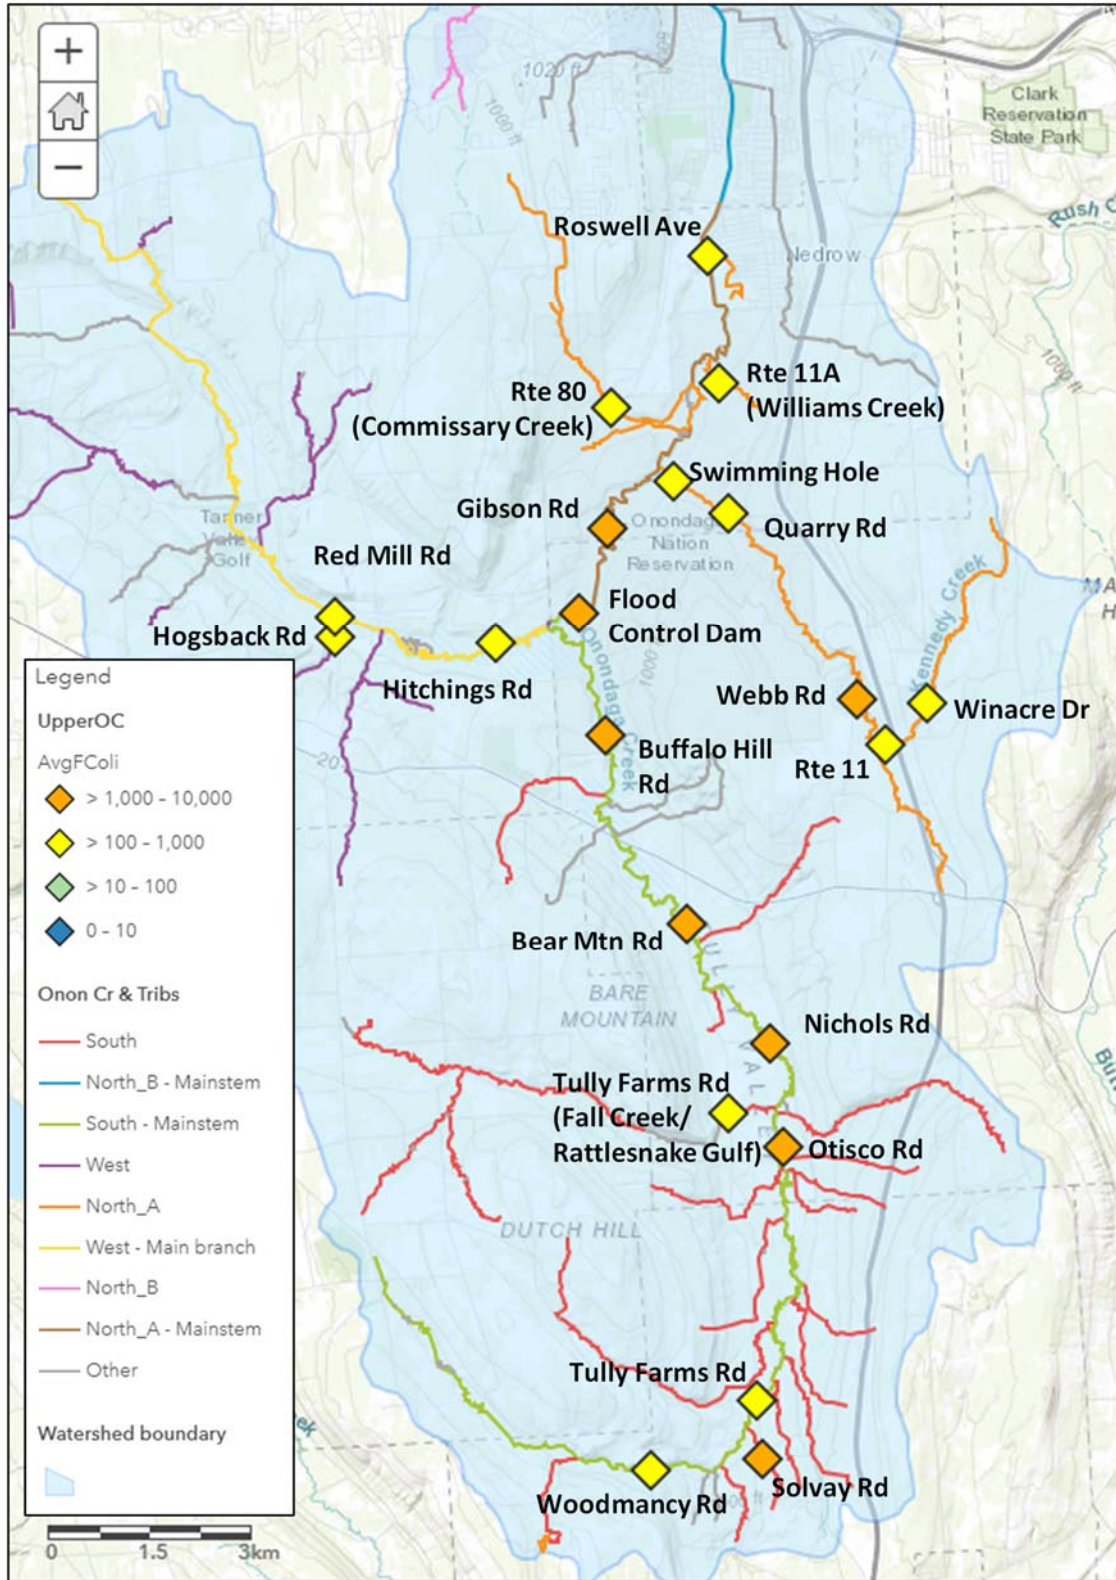 +
−
1020 ft
1000 ft
Clark
Reservation
State Park
Rush C
Roswell Ave
Nedrow
1000 ft
Rte 80
(Commissary Creek)
Rte 11A
(Williams Creek)
Swimming Hole
Gibson Rd
Quarry Rd
Onondaga
Nation
Reservation
Tanner
Valley
Golf
Red Mill Rd
Kennedy Creek
MA
H
Hogsback Rd
Flood
Control Dam
1000 f
Onondaga Creek
Hitchings Rd
Webb Rd
Winacre Dr
Rte 11
Buffalo Hill
Rd
20
Legend
UpperOC
AvgFColi
> 1,000 - 10,000
> 100 - 1,000
> 10 - 100
0 - 10
Onon Cr & Tribs
South
North_B - Mainstem
South - Mainstem
West
North_A
West - Main branch
North_B
North_A - Mainstem
Other
Watershed boundary
Bear Mtn Rd
BARE
MOUNTAIN
Nichols Rd
Tully Farms Rd
(Fall Creek/
Rattlesnake Gulf)
Otisco Rd
DUTCH HILL
Tully Farms Rd
Solvay Rd
Woodmancy Rd
eek
0 1.5 3km